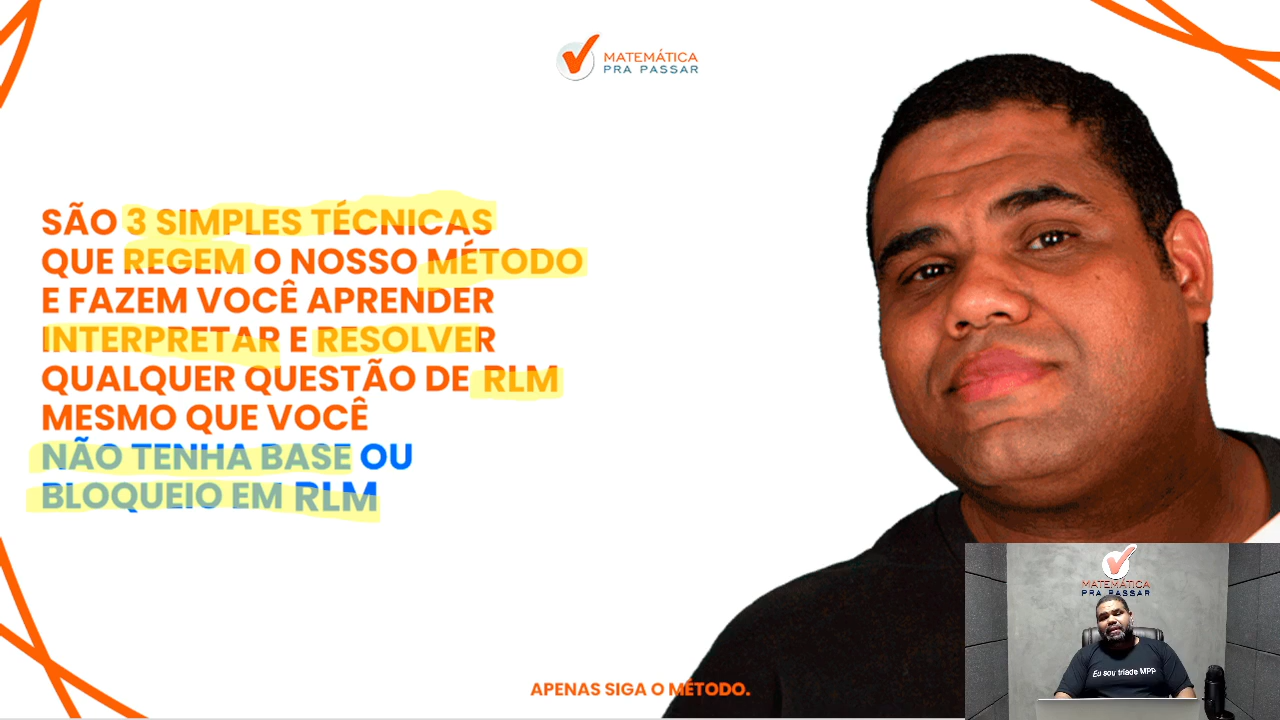 MATEMÁTICA
PRA PASSAR
SÃO 3 SIMPLES TÉCNICAS
QUE REGEM O NOSSO MÉTODO
E FAZEM VOCÊ APRENDER
INTERPRETAR E RESOLVER
QUALQUER QUESTÃO DE RLM
MESMO QUE VOCÊ
NÃO TENHA BASE OU
BLOQUEIO EM RLM
MATEMÁTICA
PRA PASSAR
Eu sou tríade MPP
APENAS SIGA O MÉTODO.